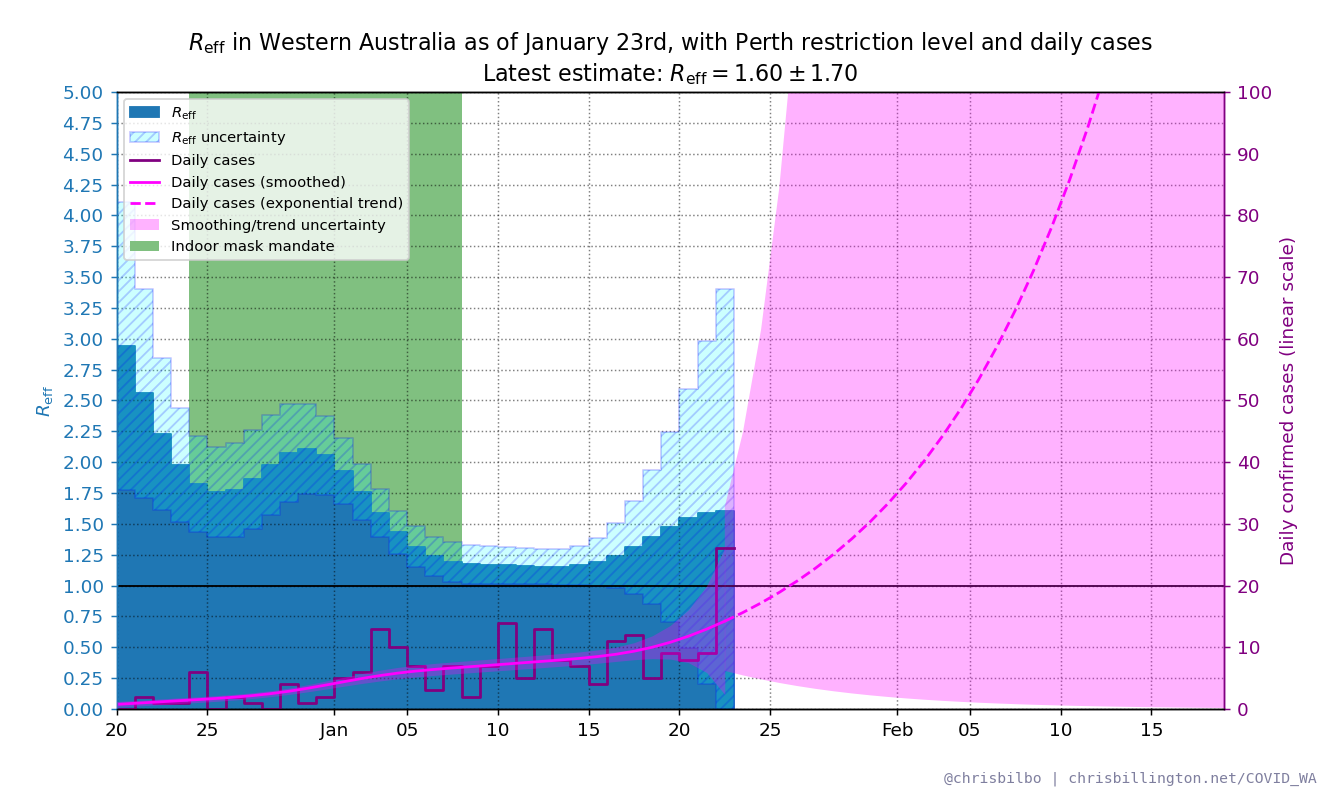 R_eff in Western Australia as of January 23rd, with Perth restriction level and daily cases
Latest estimate: R_eff = 1.60 ± 1.70
5.00
4.75
4.50
4.25
4.00
3.75
3.50
3.25
3.00
2.75
2.50
2.25
2.00
1.75
1.50
1.25
1.00
0.75
0.50
0.25
0.00
R_eff
R_eff
R_eff uncertainty
Daily cases
Daily cases (smoothed)
Daily cases (exponential trend)
Smoothing/trend uncertainty
Indoor mask mandate
100
90
80
70
60
50
40
30
20
10
0
Daily confirmed cases (linear scale)
20 25 Jan 05 10 15 20 25 Feb 05 10 15
@chrisbilbo | chrisbillington.net/COVID_WA